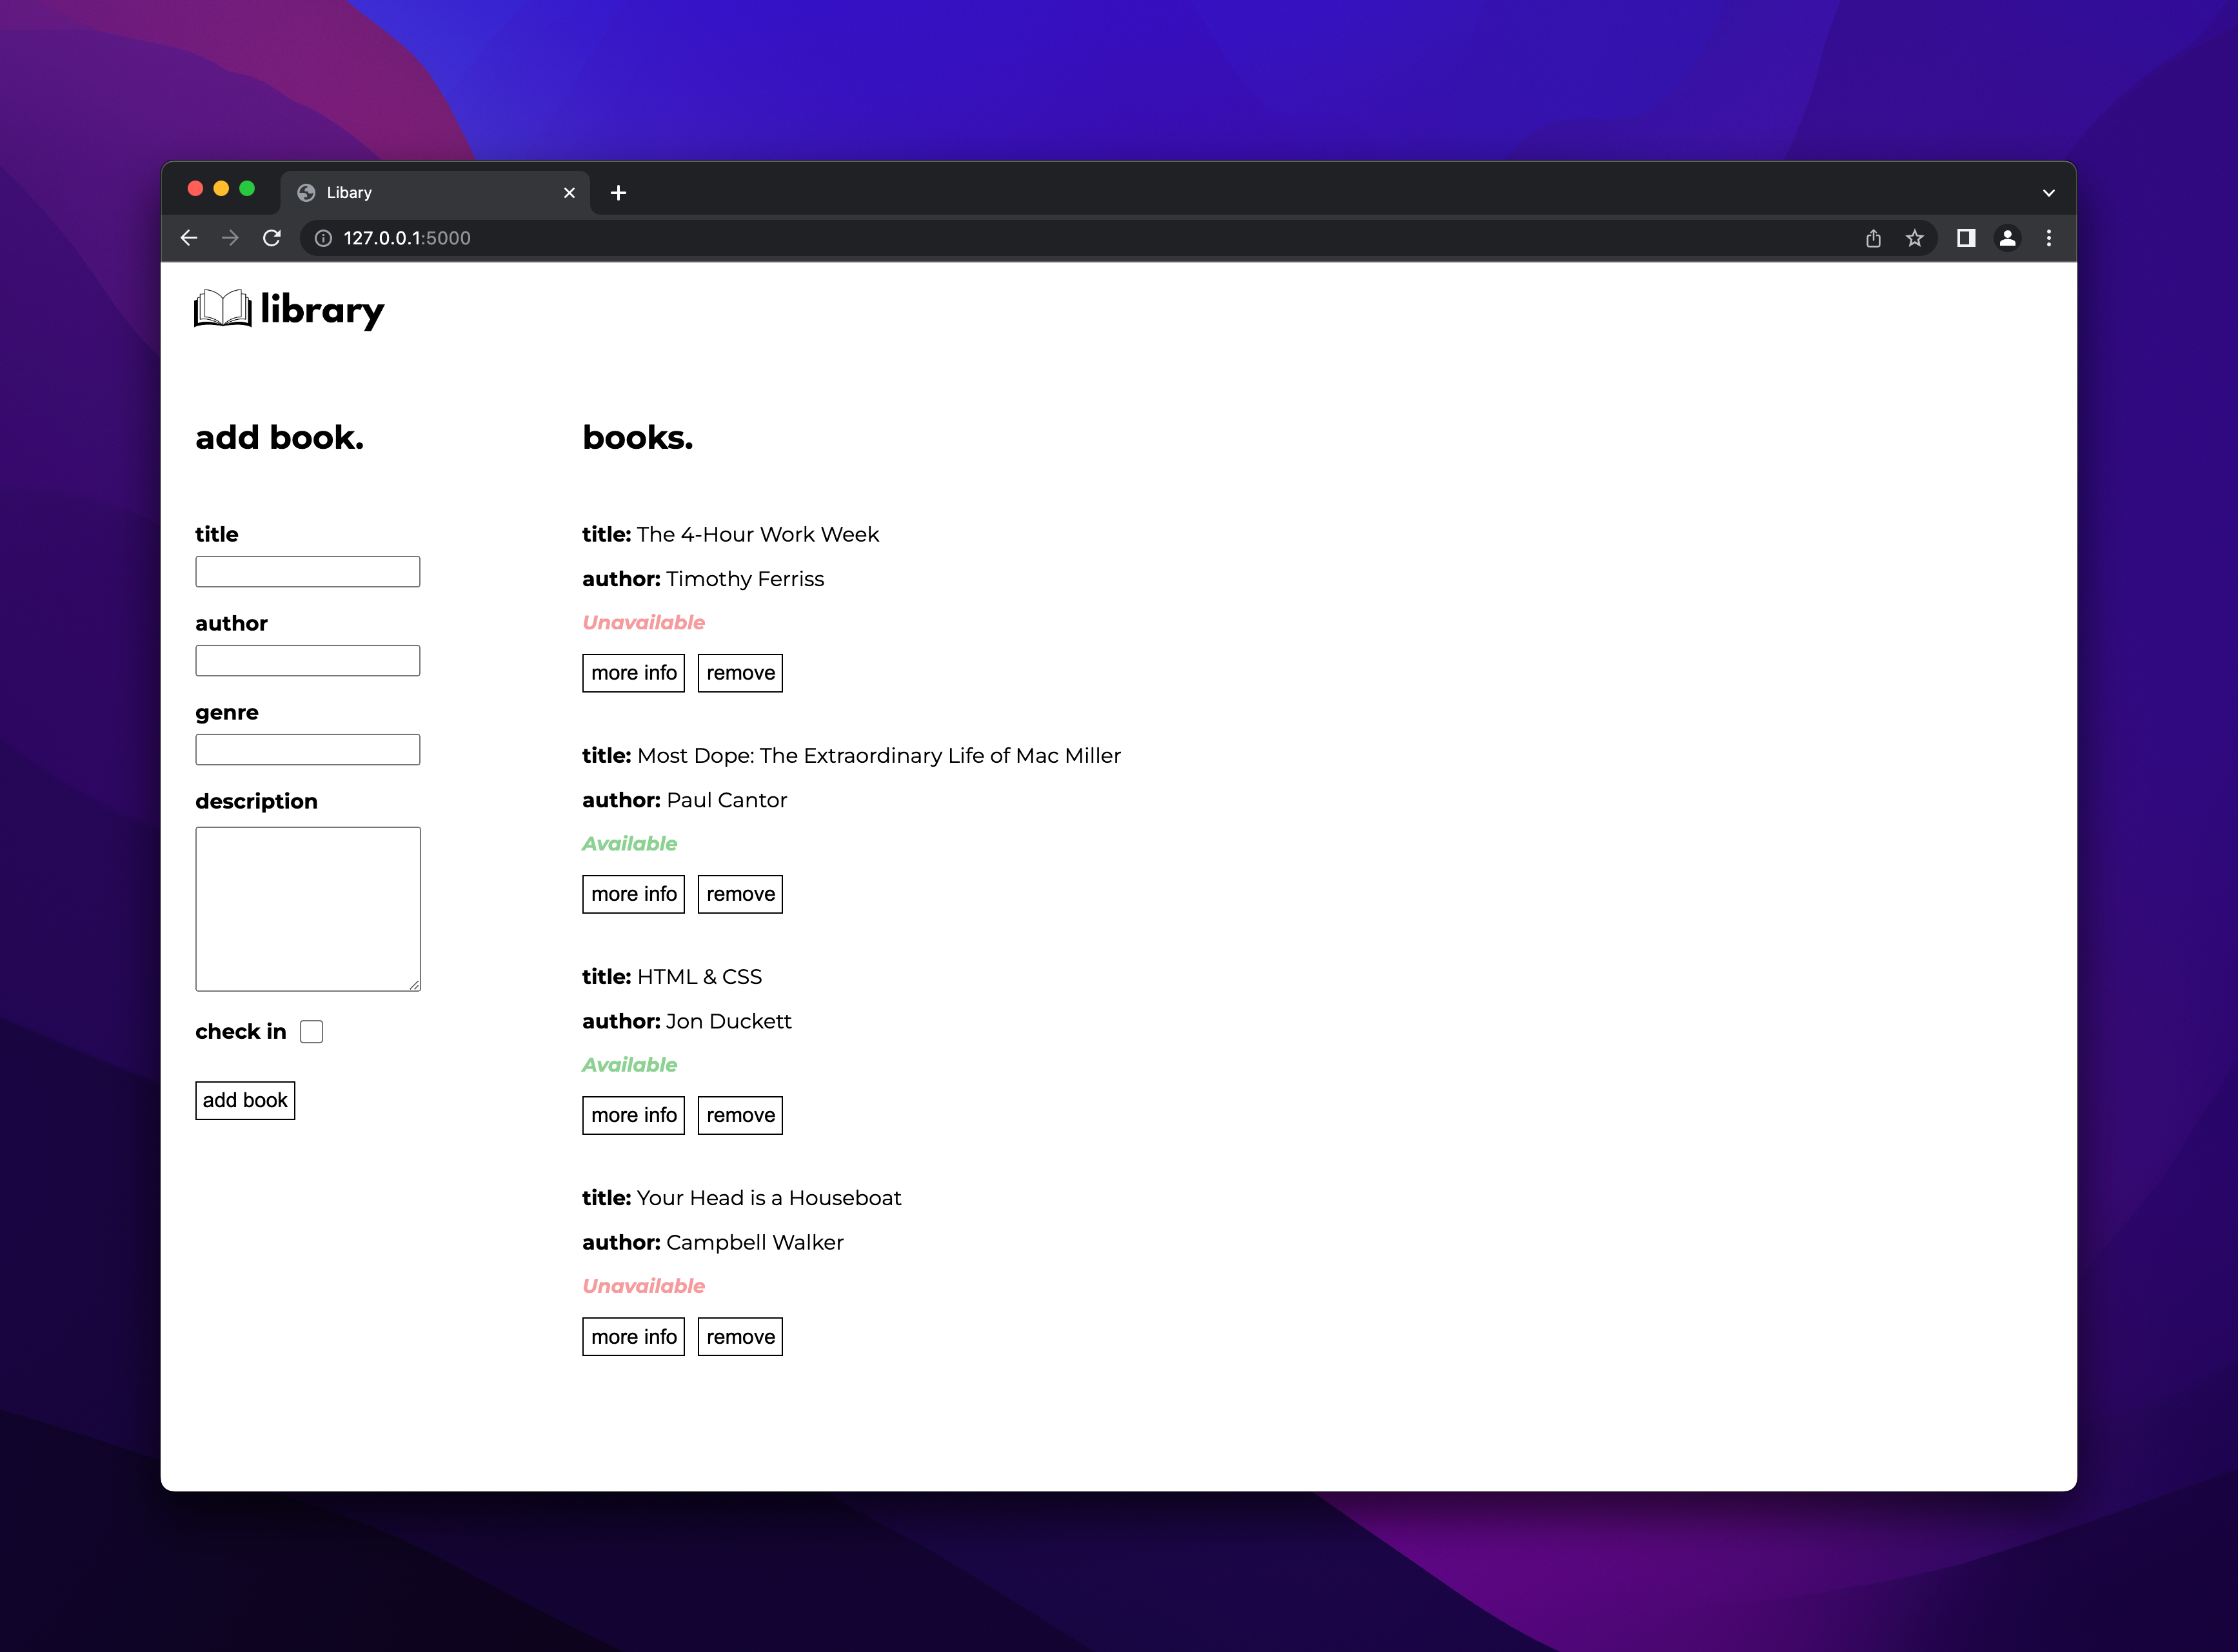 Libary
127.0.0.1:5000
library
add book.
title
author
genre
description
check in
add book
books.
title: The 4-Hour Work Week
author: Timothy Ferriss
Unavailable
more info remove
title: Most Dope: The Extraordinary Life of Mac Miller
author: Paul Cantor
Available
more info remove
title: HTML & CSS
author: Jon Duckett
Available
more info remove
title: Your Head is a Houseboat
author: Campbell Walker
Unavailable
more info remove